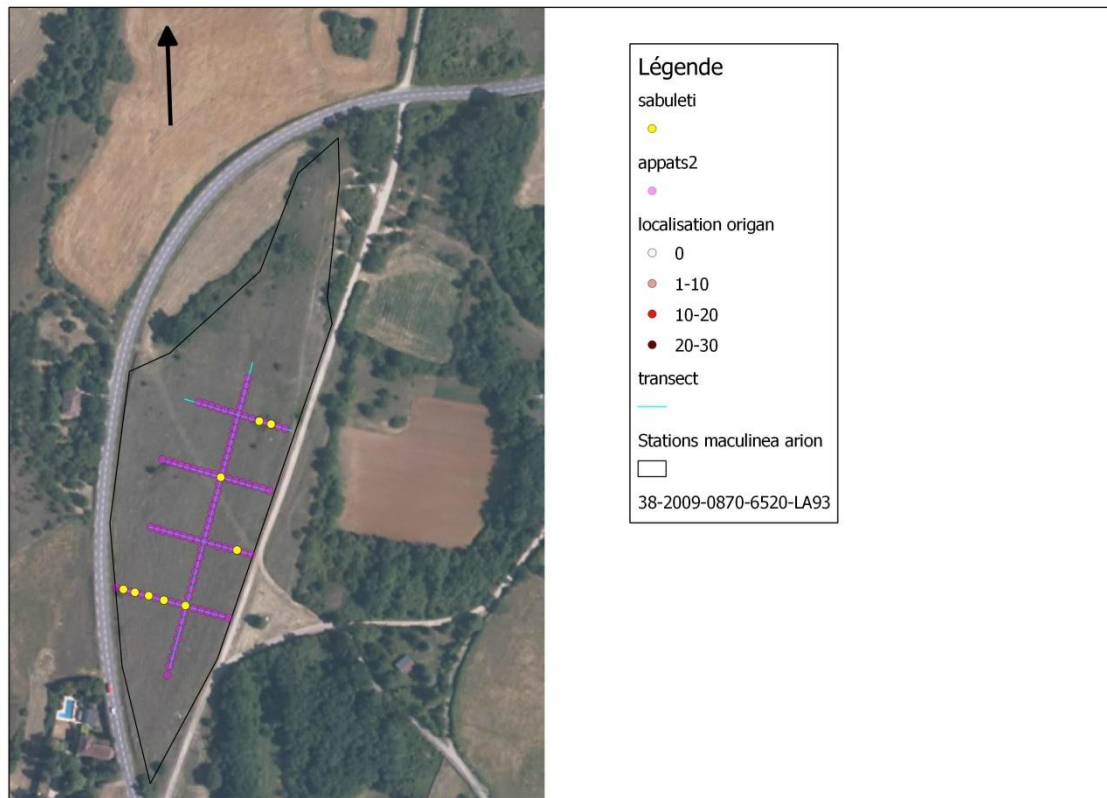 Légende
sabuleti
appats2
localisation origan
0
1-10
10-20
20-30
transect
Stations maculinea arion
38-2009-0870-6520-LA93